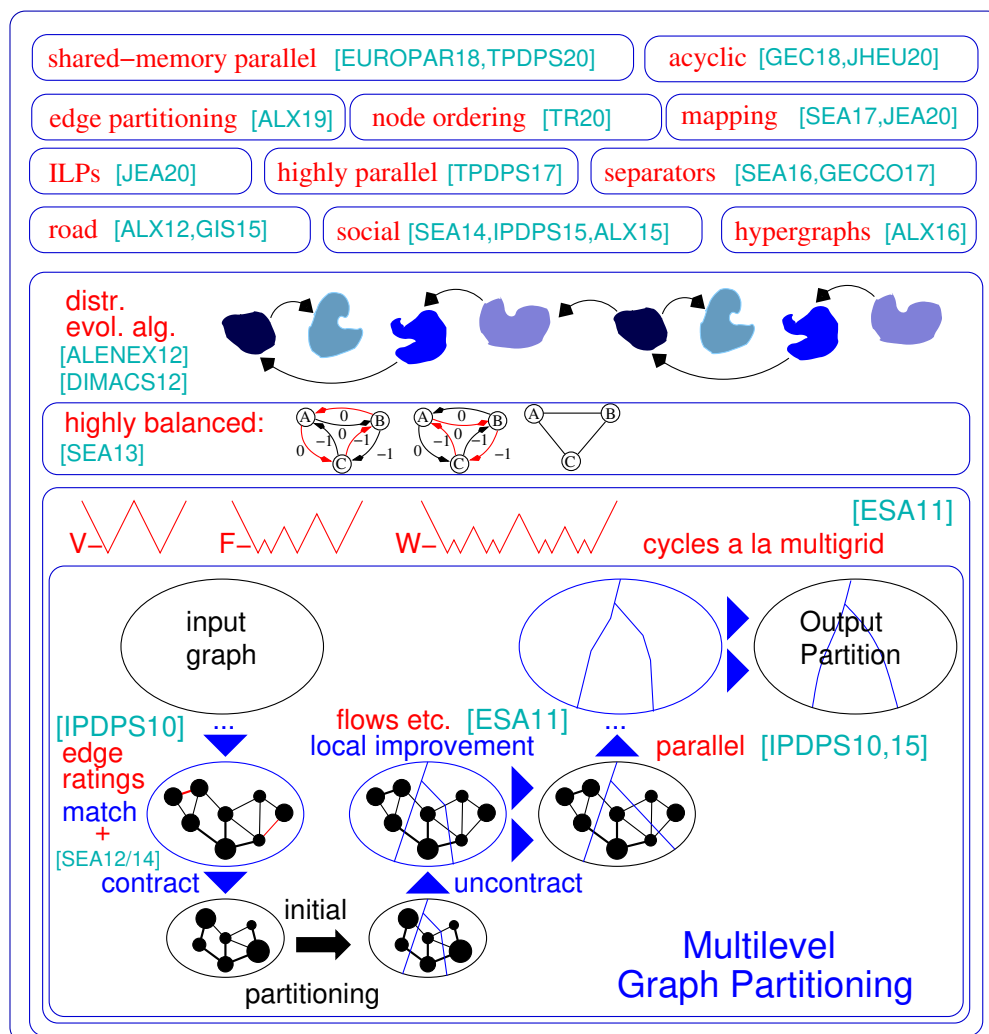 shared−memory parallel [EUROPAR18,TPDPS20]
acyclic [GEC18,JHEU20]
edge partitioning [ALX19]
node ordering [TR20]
mapping [SEA17,JEA20]
ILPs [JEA20]
highly parallel [TPDPS17]
separators [SEA16,GECCO17]
road [ALX12,GIS15]
social [SEA14,IPDPS15,ALX15]
hypergraphs [ALX16]
distr.
evol. alg.
[ALENEX12]
[DIMACS12]
highly balanced:
[SEA13]
A
0
B
0
−1
−1
0
−1
C
A
0
B
0
−1
−1
0
−1
C
A
B
C
V−
F−
W−
[ESA11]
cycles a la multigrid
input
graph
Output
Partition
...
...
[IPDPS10]
edge
ratings
match
+
[SEA12/14]
contract
flows etc. [ESA11]
local improvement
parallel [IPDPS10,15]
uncontract
initial
partitioning
Multilevel
Graph Partitioning